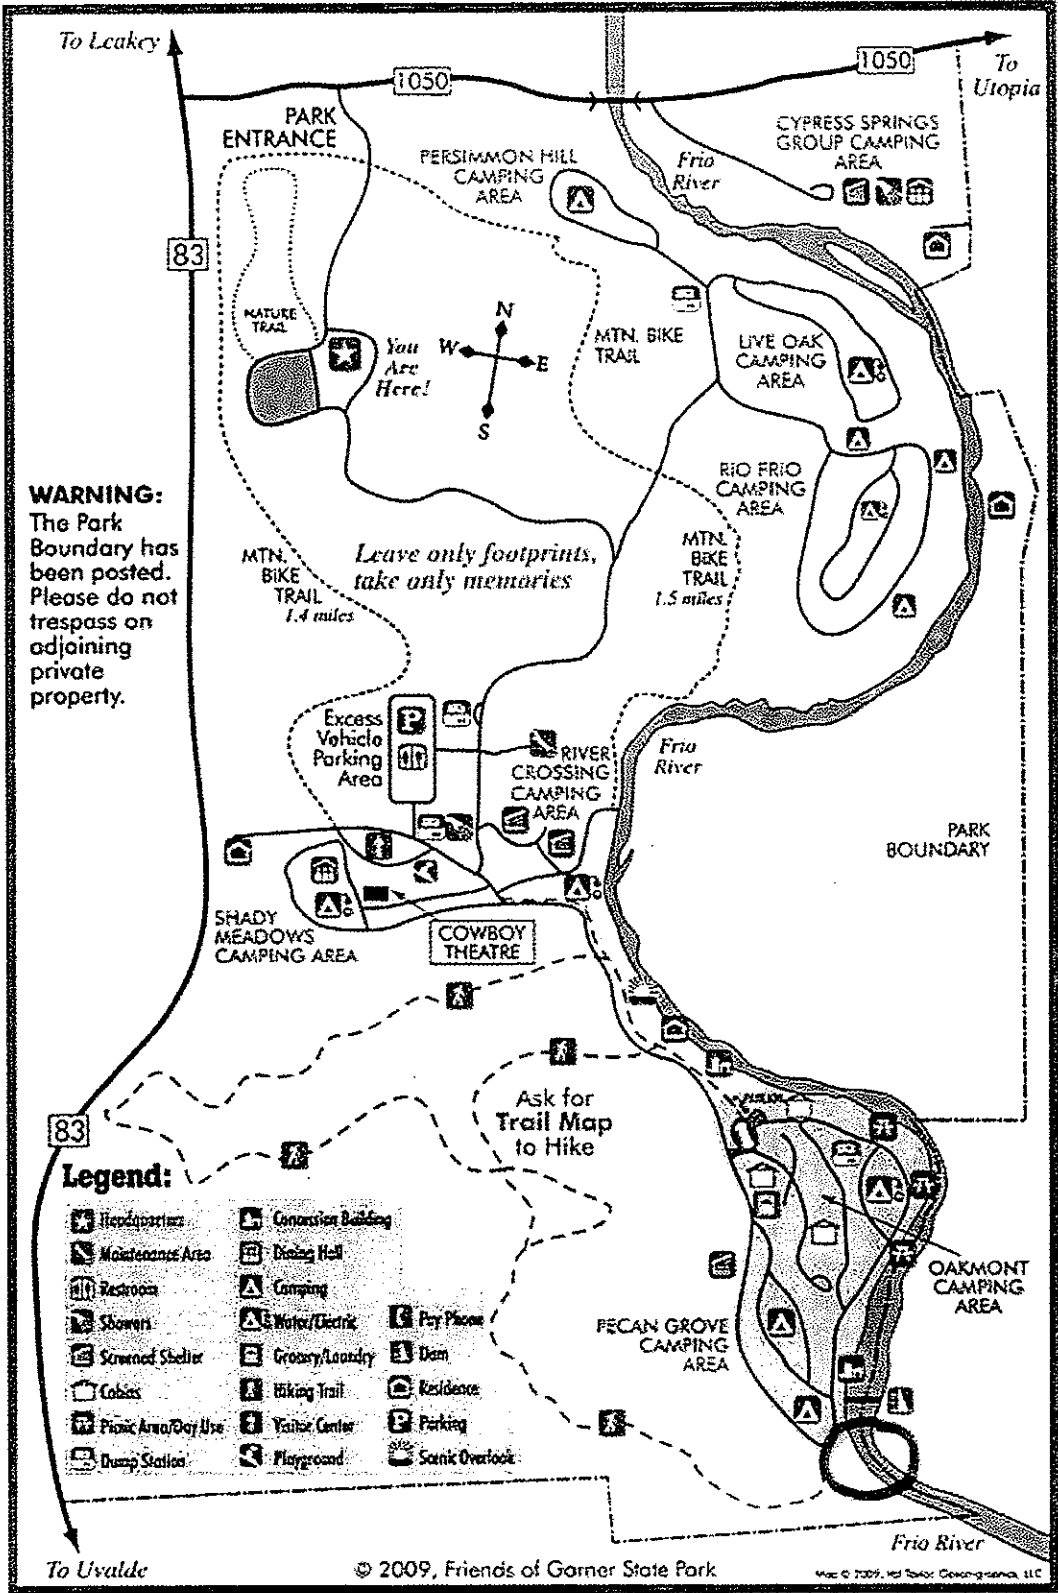 To Leakey
1050
1050
To
Utopia
PARK
ENTRANCE
PERSIMMON HILL
CAMPING
AREA
Frio
River
CYPRESS SPRINGS
GROUP CAMPING
AREA
83
NATURE
TRAIL
You
Are
Here!
N
W
E
S
MTN. BIKE
TRAIL
LIVE OAK
CAMPING
AREA
RIO FRIO
CAMPING
AREA
WARNING:
The Park
Boundary has
been posted.
Please do not
trespass on
adjoining
private
property.
MTN.
BIKE
TRAIL
1.4 miles
Leave only footprints,
take only memories
MTN.
BIKE
TRAIL
1.5 miles
Excess
Vehicle
Parking
Area
P
RIVER
CROSSING
CAMPING
AREA
Frio
River
PARK
BOUNDARY
SHADY
MEADOWS
CAMPING AREA
COWBOY
THEATRE
83
Ask for
Trail Map
to Hike
Legend:
Headquarters
Maintenance Area
Restroom
Showers
Screened Shelter
Cabins
Picnic Area/Day Use
Dump Station
Concession Building
Dining Hall
Camping
Water/Electric
Grocery/Laundry
Hiking Trail
Visitor Center
Playground
Pay Phone
Dam
Residence
P Parking
Scenic Overlook
OAKMONT
CAMPING
AREA
PECAN GROVE
CAMPING
AREA
Frio River
To Uvalde
© 2009, Friends of Garner State Park